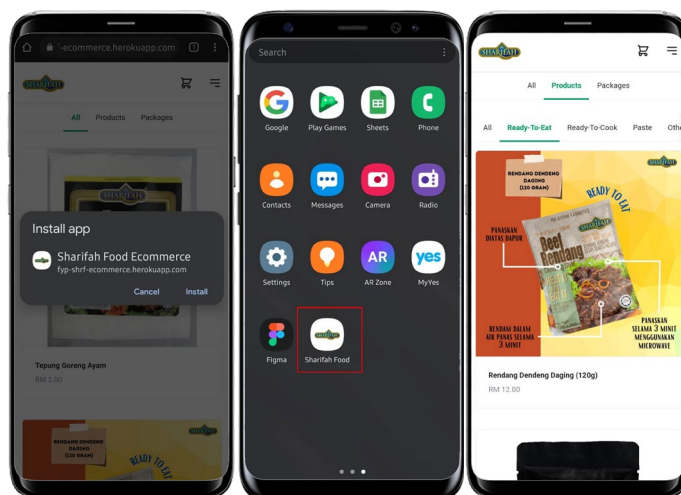 -ecommerce.herokuapp.com
1
SHARIFAH
All Products Packages
SHARIFAH
Install app
Sharifah Food Ecommerce
fyp-shrf-ecommerce.herokuapp.com
Cancel Install
Tepung Goreng Ayam
RM 2.00
RENDANG DENDENG
DAGING
(120 GRAM)
READY TO
Search
Google Play Games Sheets Phone
Contacts Messages Camera Radio
AR yes
Settings Tips AR Zone MyYes
Figma Sharifah Food
SHARIFAH
All Products Packages
All Ready-To-Eat Ready-To-Cook Paste Othe
RENDANG DENDENG
DAGING
(120 GRAM)
READY TO EAT
SHARIFAH
PANASKAN
DIATAS DAPUR
Beef
Rendang
RENDAM DALAM
AIR PANAS SELAMA
3 MINIT
PANASKAN
SELAMA 3 MINIT
MENGGUNAKAN
MICROWAVE
Rendang Dendeng Daging (120g)
RM 12.00